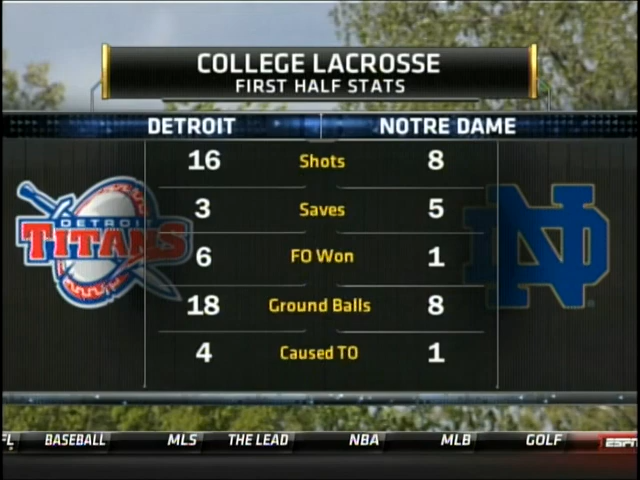 COLLEGE LACROSSE
FIRST HALF STATS
DETROIT NOTRE DAME
16 Shots 8
3 Saves 5
6 FO Won 1
18 Ground Balls 8
4 Caused TO 1
DETROIT
TITANS
ND
BASEBALL MLS THE LEAD NBA MLB GOLF